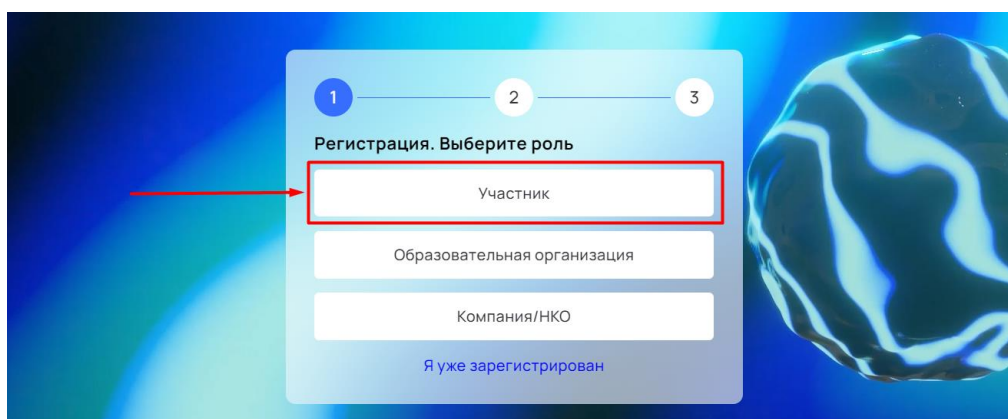 1 2 3
Регистрация. Выберите роль
Участник
Образовательная организация
Компания/НКО
Я уже зарегистрирован